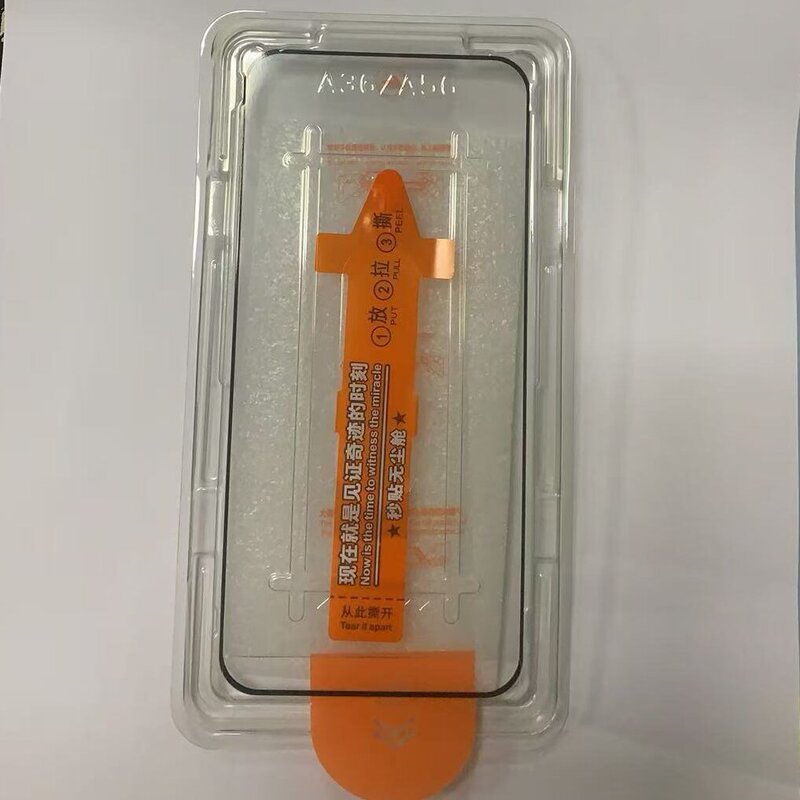 A36/A56
①放
PUT
②拉
PULL
③撕
PEEL
现在就是见证奇迹的时刻
Now is the time to witness the miracle
★秒贴无尘舱★
从此撕开
Tear it apart